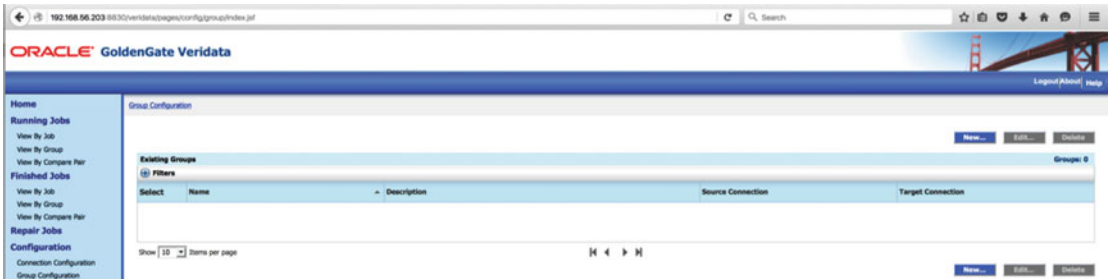 192.168.56.203:8830/veridata/pages/config/group/index.jsf
Search
ORACLE GoldenGate Veridata
Logout About Help
Home
Running Jobs
View By Job
View By Group
View By Compare Pair
Finished Jobs
View By Job
View By Group
View By Compare Pair
Repair Jobs
Configuration
Connection Configuration
Group Configuration
Group Configuration
New... Edit... Delete
Existing Groups Groups: 0
Filters
Select Name Description Source Connection Target Connection
Show 10 Items per page
New... Edit... Delete